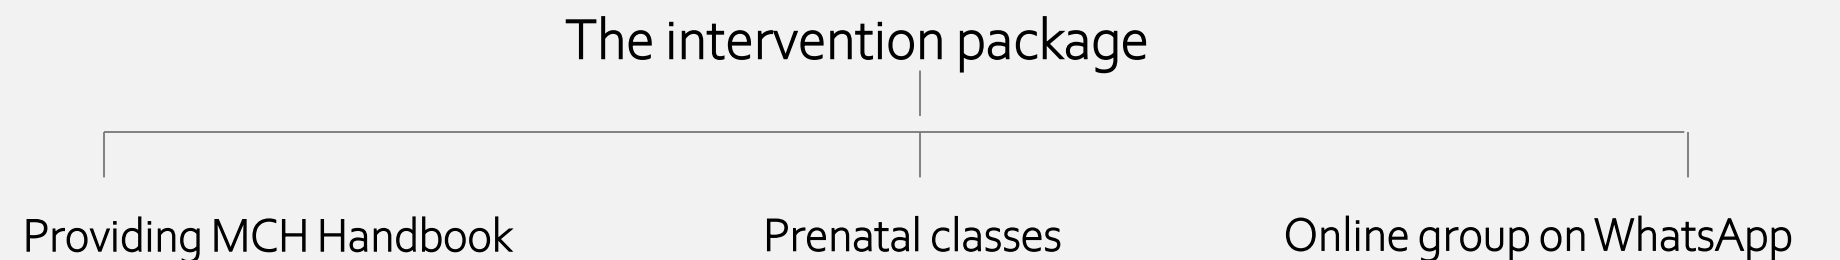 The intervention package
Providing MCH Handbook
Prenatal classes
Online group on WhatsApp